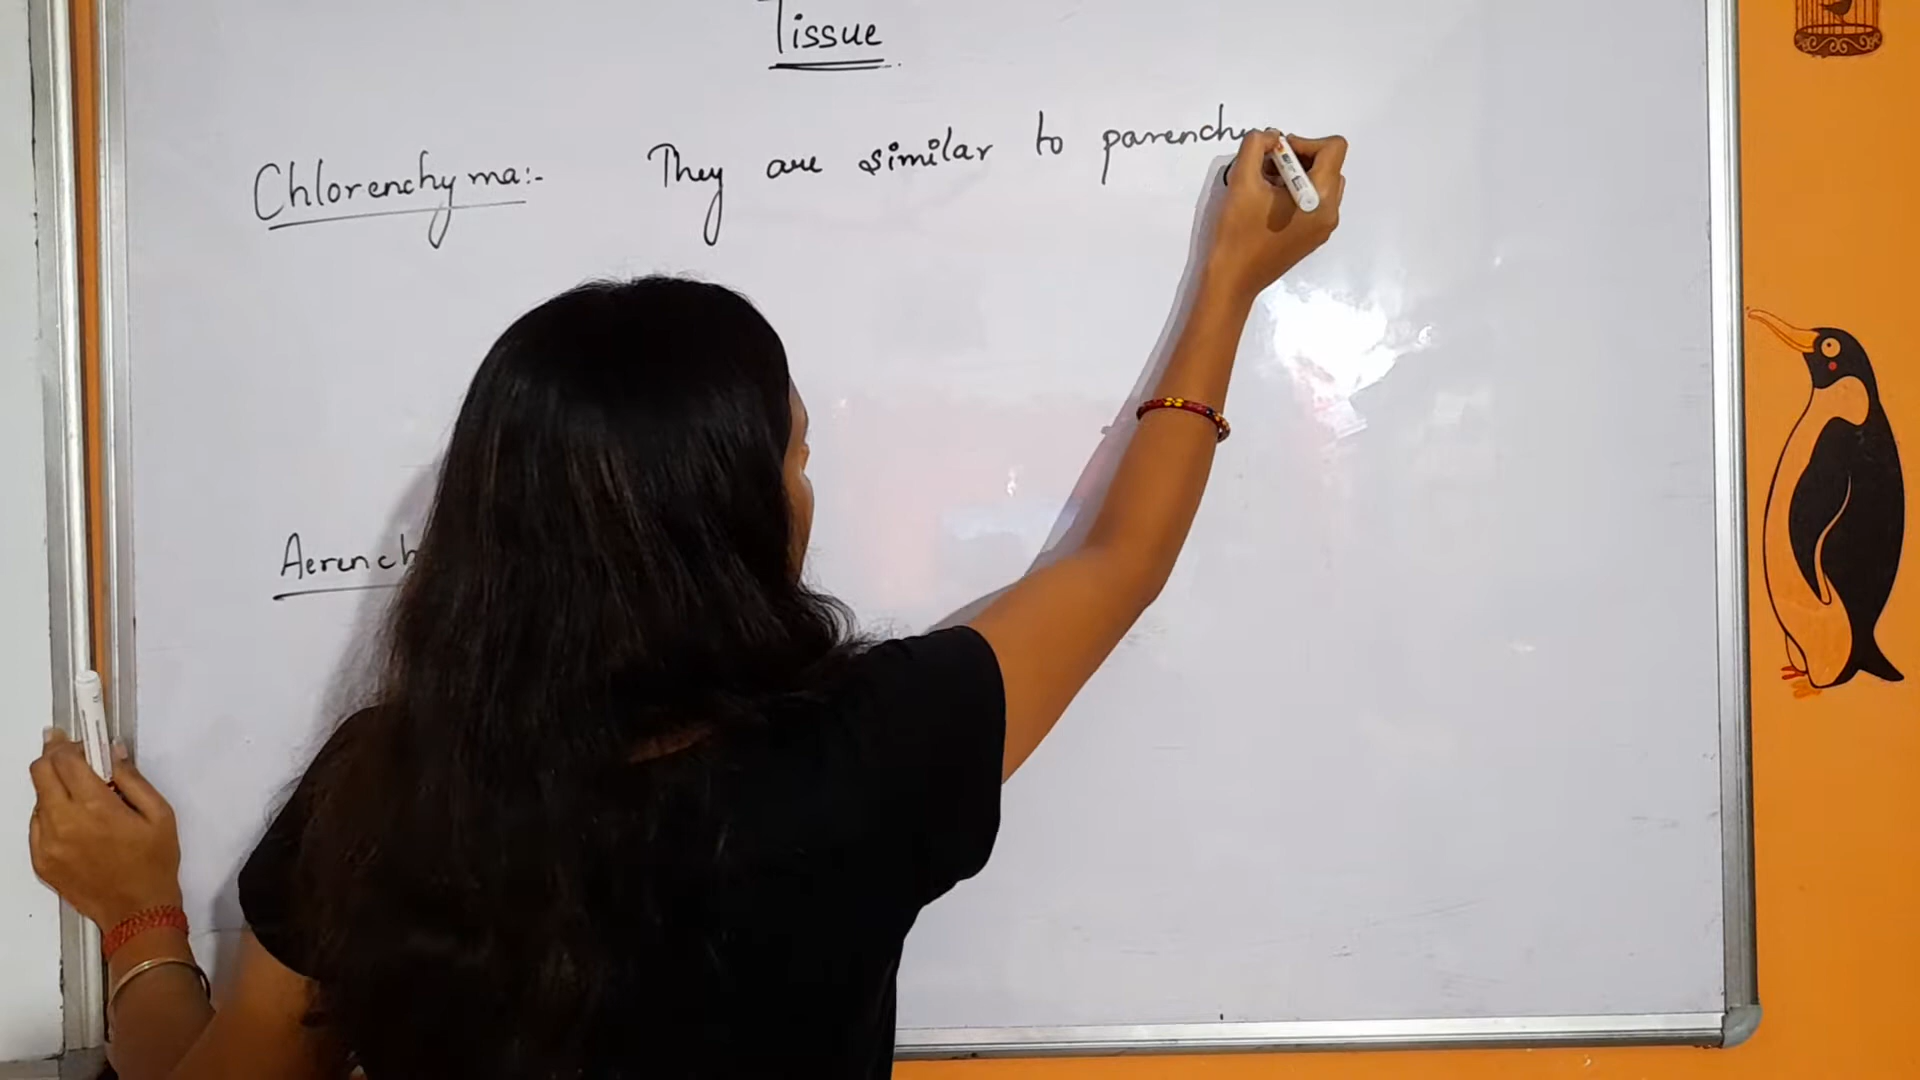 Tissue
Chlorenchyma:- They are similar to parenchy
Aerench